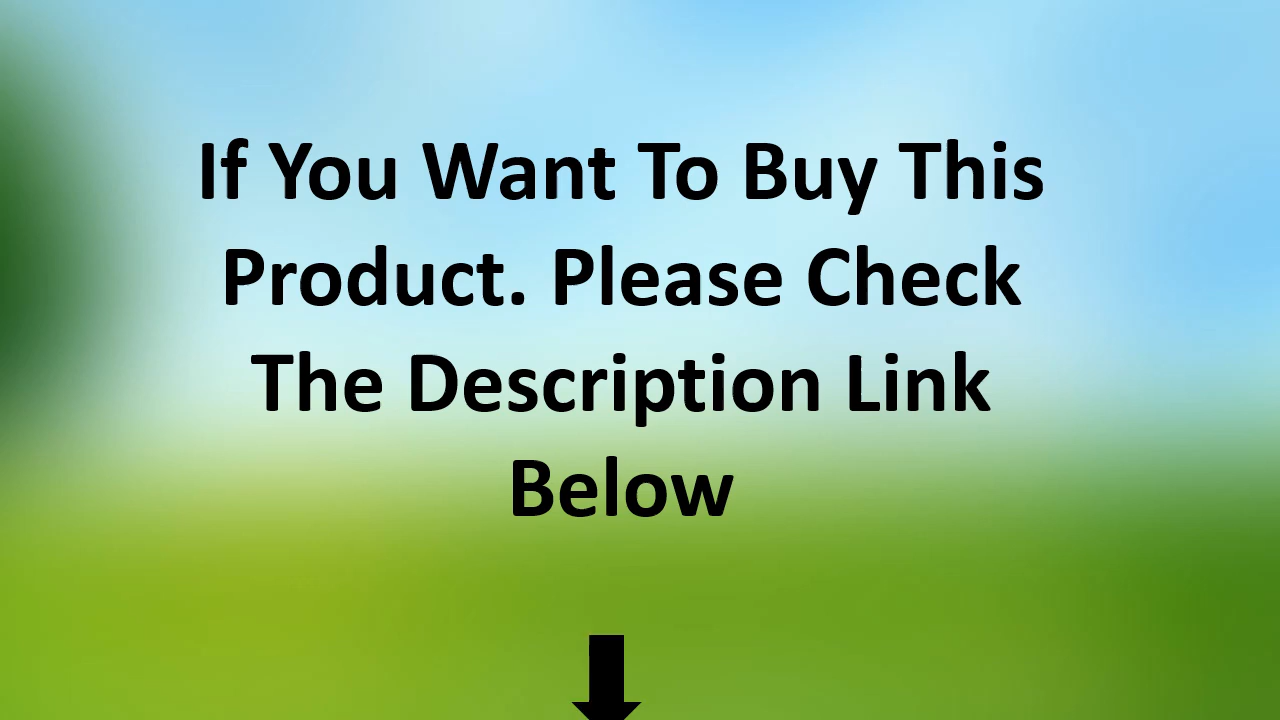 If You Want To Buy This
Product. Please Check
The Description Link
Below